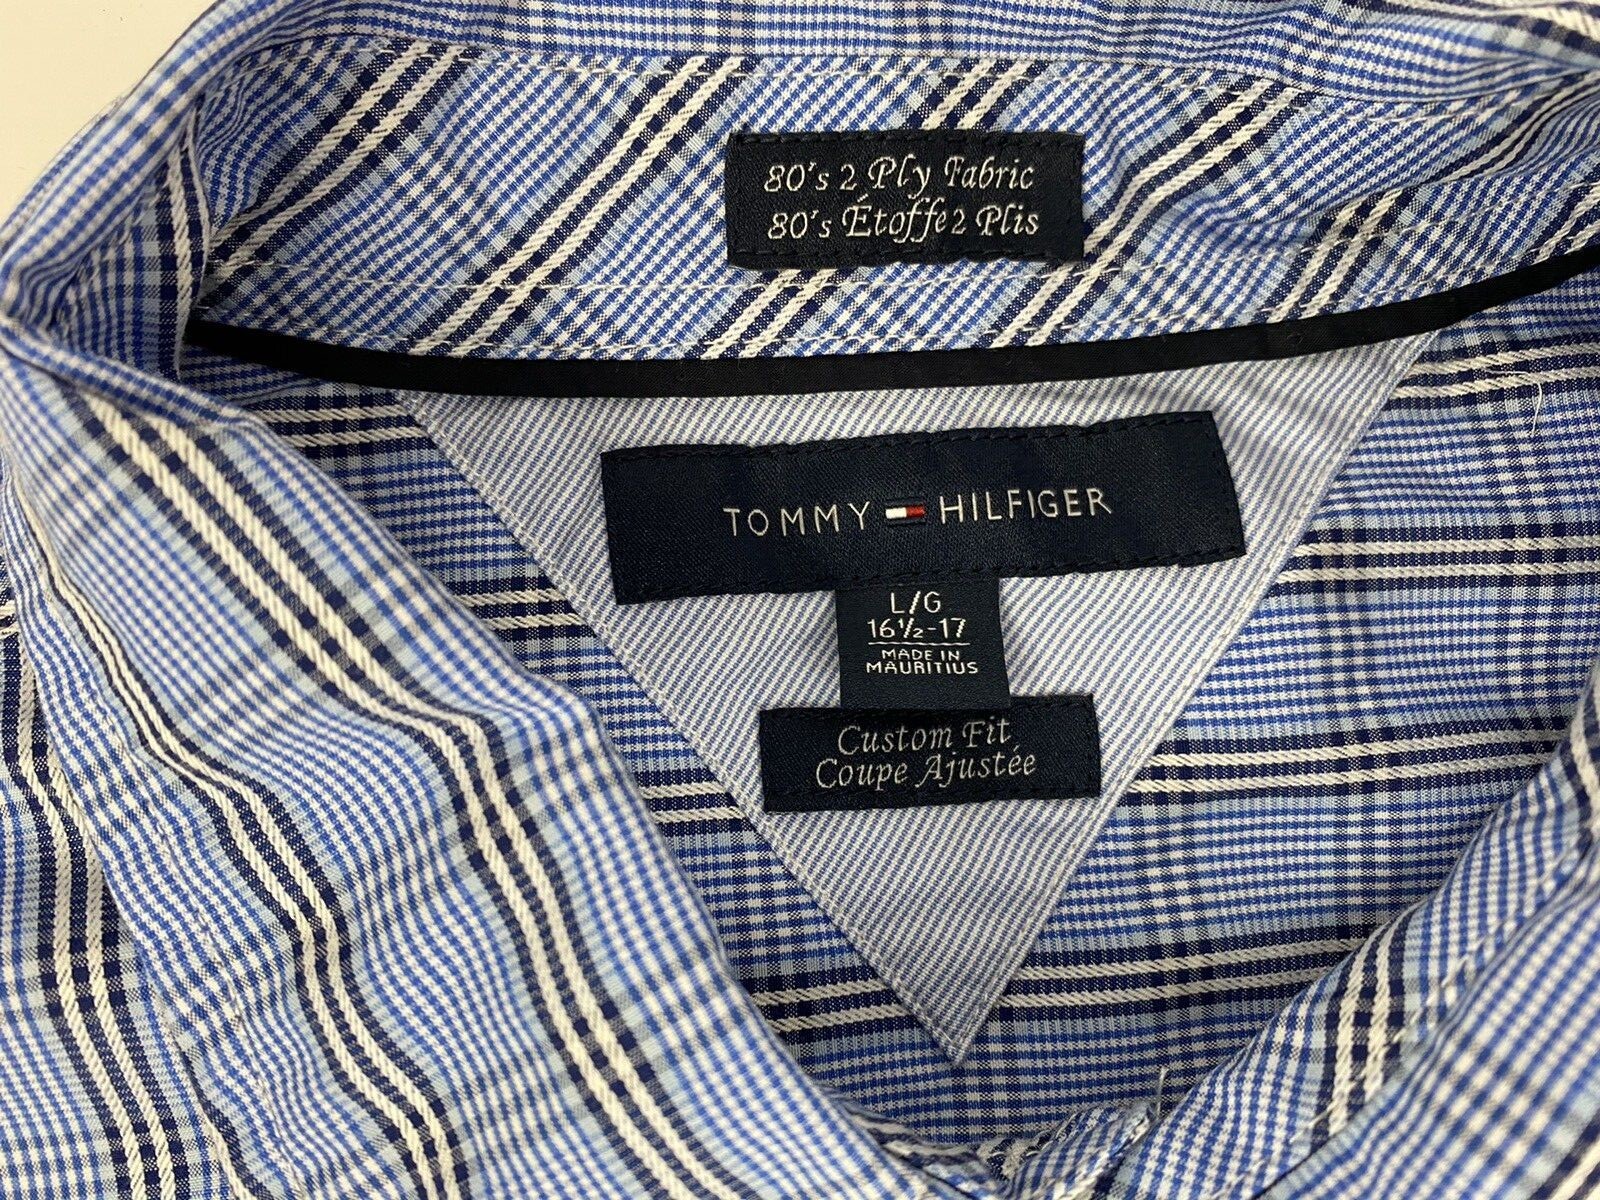 80's 2 Ply Fabric
80's Étoffe 2 Plis
TOMMY HILFIGER
L/G
16½-17
MADE IN
MAURITIUS
Custom Fit
Coupe Ajustée